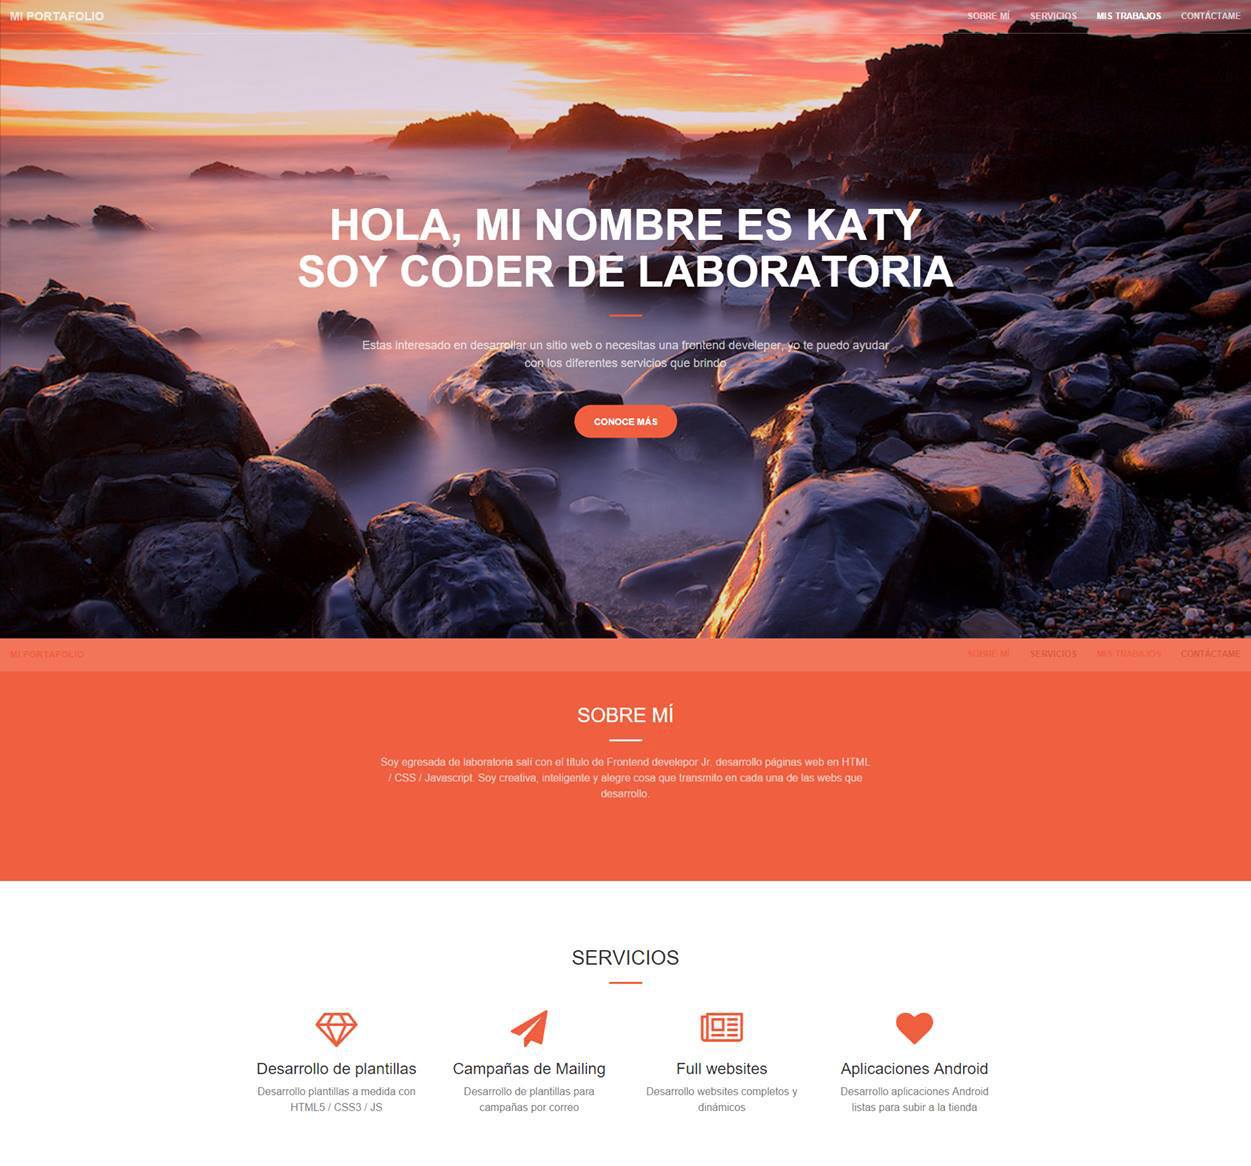 MI PORTAFOLIO
SOBRE MÍ SERVICIOS MIS TRABAJOS CONTÁCTAME
HOLA, MI NOMBRE ES KATY
SOY CODER DE LABORATORIA
Estas interesado en desarrollar un sitio web o necesitas una frontend develeper, yo te puedo ayudar
con los diferentes servicios que brindo
CONOCE MÁS
MI PORTAFOLIO
SOBRE MÍ SERVICIOS MIS TRABAJOS CONTÁCTAME
SOBRE MÍ
Soy egresada de laboratoria salí con el título de Frontend develepor Jr. desarrollo páginas web en HTML
/ CSS / Javascript. Soy creativa, inteligente y alegre cosa que transmito en cada una de las webs que
desarrollo.
SERVICIOS
Desarrollo de plantillas
Desarrollo plantillas a medida con
HTML5 / CSS3 / JS
Campañas de Mailing
Desarrollo de plantillas para
campañas por correo
Full websites
Desarrollo websites completos y
dinámicos
Aplicaciones Android
Desarrollo aplicaciones Android
listas para subir a la tienda